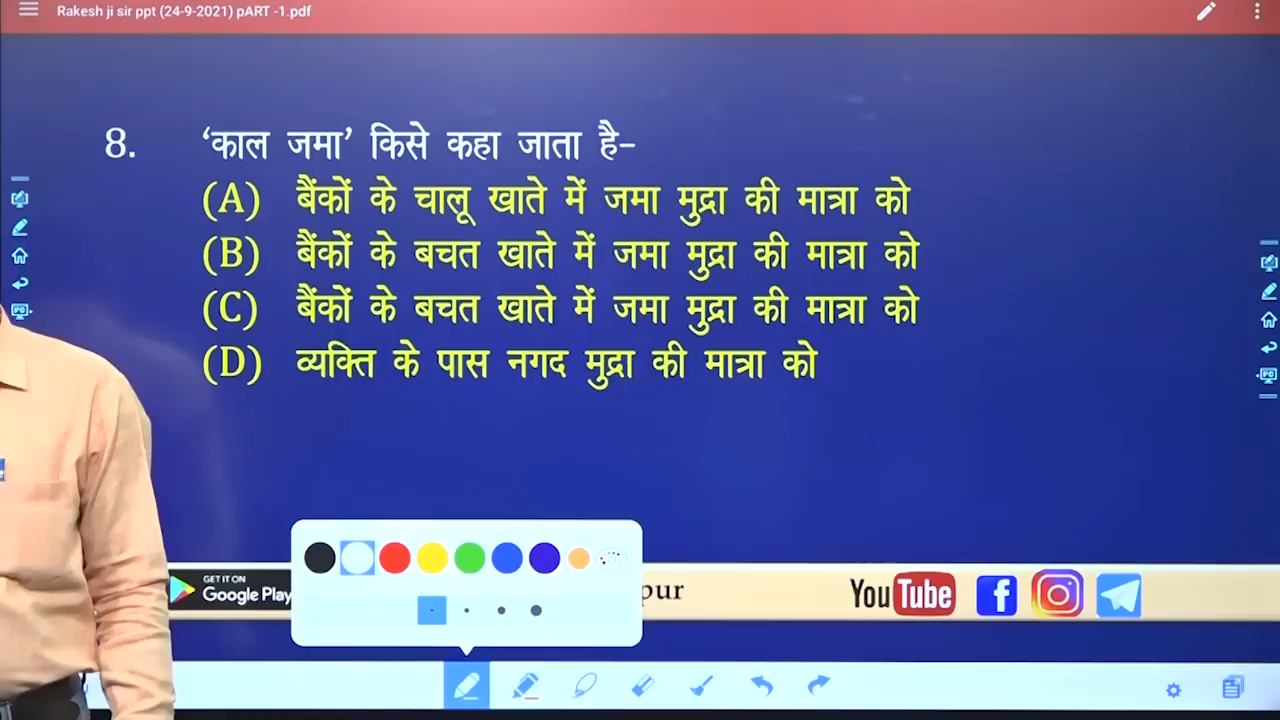 Rakesh ji sir ppt (24-9-2021) pART -1.pdf
8. ‘काल जमा’ किसे कहा जाता है-
(A) बैंकों के चालू खाते में जमा मुद्रा की मात्रा को
(B) बैंकों के बचत खाते में जमा मुद्रा की मात्रा को
(C) बैंकों के बचत खाते में जमा मुद्रा की मात्रा को
(D) व्यक्ति के पास नगद मुद्रा की मात्रा को
GET IT ON
Google Play
pur
YouTube